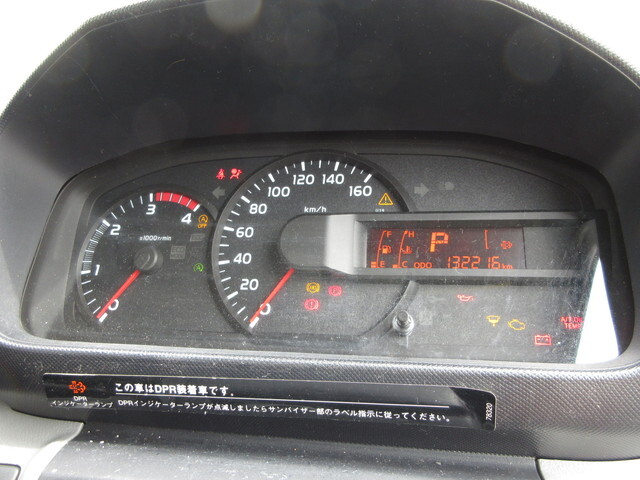 0 1 2 3 4
x1000r/min
OFF
0 20 40 60 80 100 120 140 160
km/h
F H
P 1
E C ODD 132216 km
この車はDPR装着車です.
DPR
インジケーターランプ
DPRインジケーターランプが点滅しましたらサンバイザー部のラベル指示に従ってください.
78320